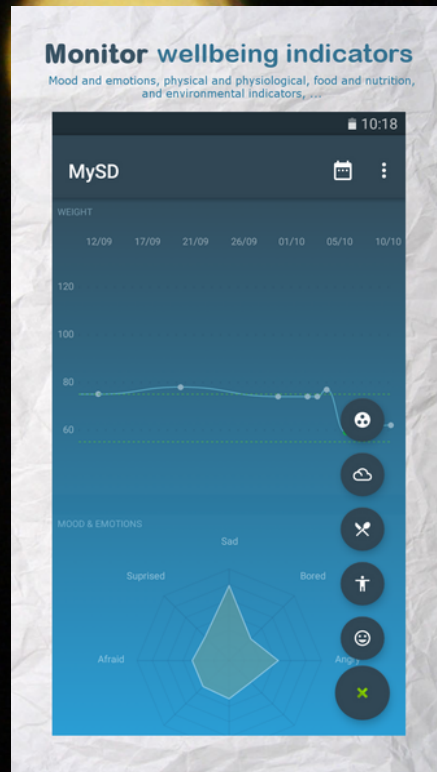 Monitor wellbeing indicators
Mood and emotions, physical and physiological, food and nutrition,
and environmental indicators, ...
10:18
MySD
WEIGHT
12/09 17/09 21/09 26/09 01/10 05/10 10/10
120
100
80
60
MOOD & EMOTIONS
Sad
Suprised Bored
Afraid Angry